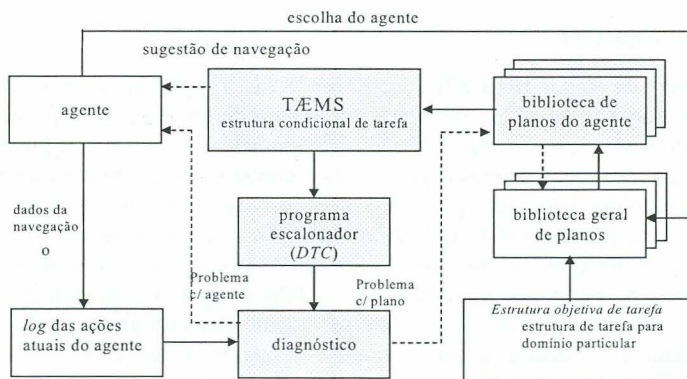 escolha do agente
sugestão de navegação
agente
TÆMS
estrutura condicional de tarefa
biblioteca de
planos do agente
dados da
navegação
o
programa
escalonador
(DTC)
biblioteca geral
de planos
Problema
c/ agente
Problema
c/ plano
log das ações
atuais do agente
diagnóstico
Estrutura objetiva de tarefa
estrutura de tarefa para
domínio particular